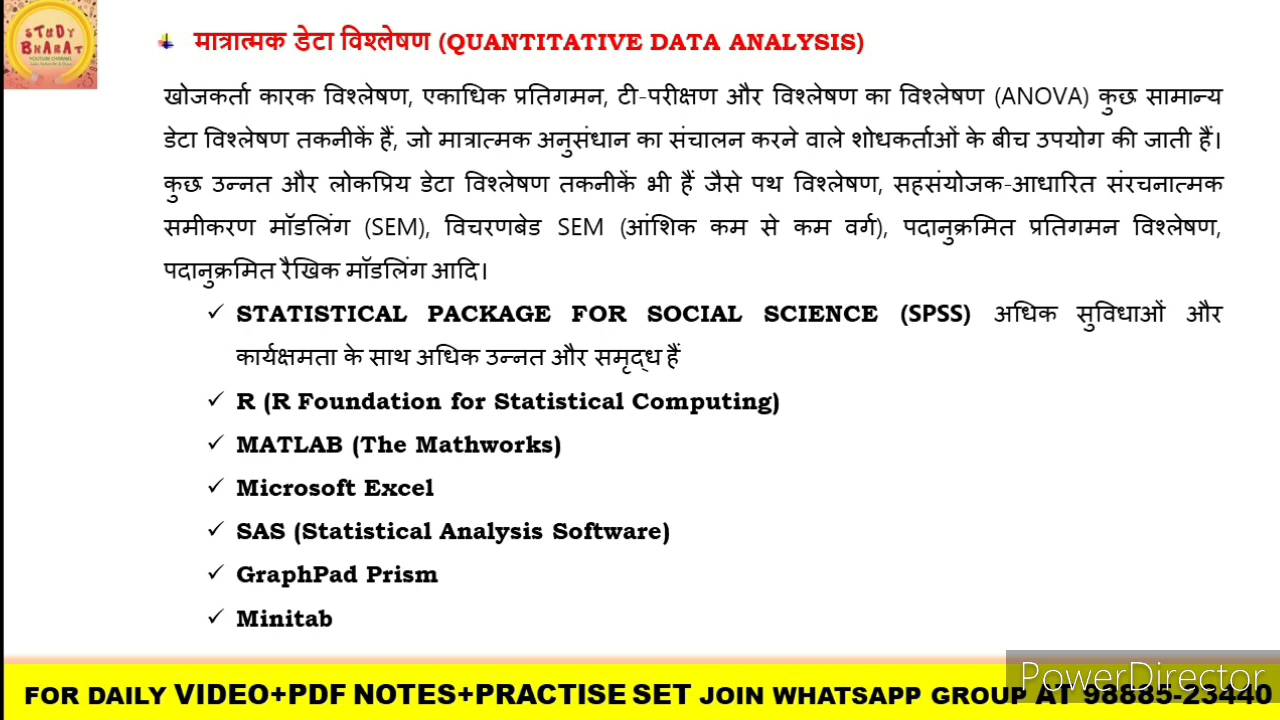 STUDY
BHARAT
YOUTUBE CHANNEL
मात्रात्मक डेटा विश्लेषण (QUANTITATIVE DATA ANALYSIS)
खोजकर्ता कारक विश्लेषण, एकाधिक प्रतिगमन, टी-परीक्षण और विश्लेषण का विश्लेषण (ANOVA) कुछ सामान्य
डेटा विश्लेषण तकनीकें हैं, जो मात्रात्मक अनुसंधान का संचालन करने वाले शोधकर्ताओं के बीच उपयोग की जाती हैं।
कुछ उन्नत और लोकप्रिय डेटा विश्लेषण तकनीकें भी हैं जैसे पथ विश्लेषण, सहसंयोजक-आधारित संरचनात्मक
समीकरण मॉडलिंग (SEM), विचरणबेड SEM (आंशिक कम से कम वर्ग), पदानुक्रमित प्रतिगमन विश्लेषण,
पदानुक्रमित रैखिक मॉडलिंग आदि।
✓ STATISTICAL PACKAGE FOR SOCIAL SCIENCE (SPSS) अधिक सुविधाओं और
कार्यक्षमता के साथ अधिक उन्नत और समृद्ध हैं
✓ R (R Foundation for Statistical Computing)
✓ MATLAB (The Mathworks)
✓ Microsoft Excel
✓ SAS (Statistical Analysis Software)
✓ GraphPad Prism
✓ Minitab
PowerDirector
FOR DAILY VIDEO+PDF NOTES+PRACTISE SET JOIN WHATSAPP GROUP AT 98885-23440